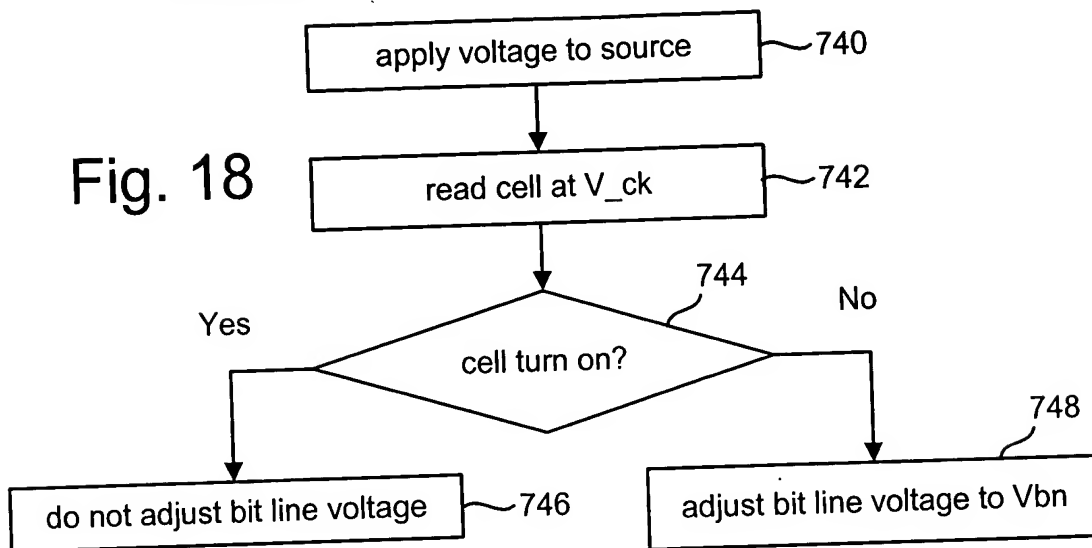 apply voltage to source
740
Fig. 18
read cell at V_ck
742
744
Yes
No
cell turn on?
748
do not adjust bit line voltage
746
adjust bit line voltage to Vbn